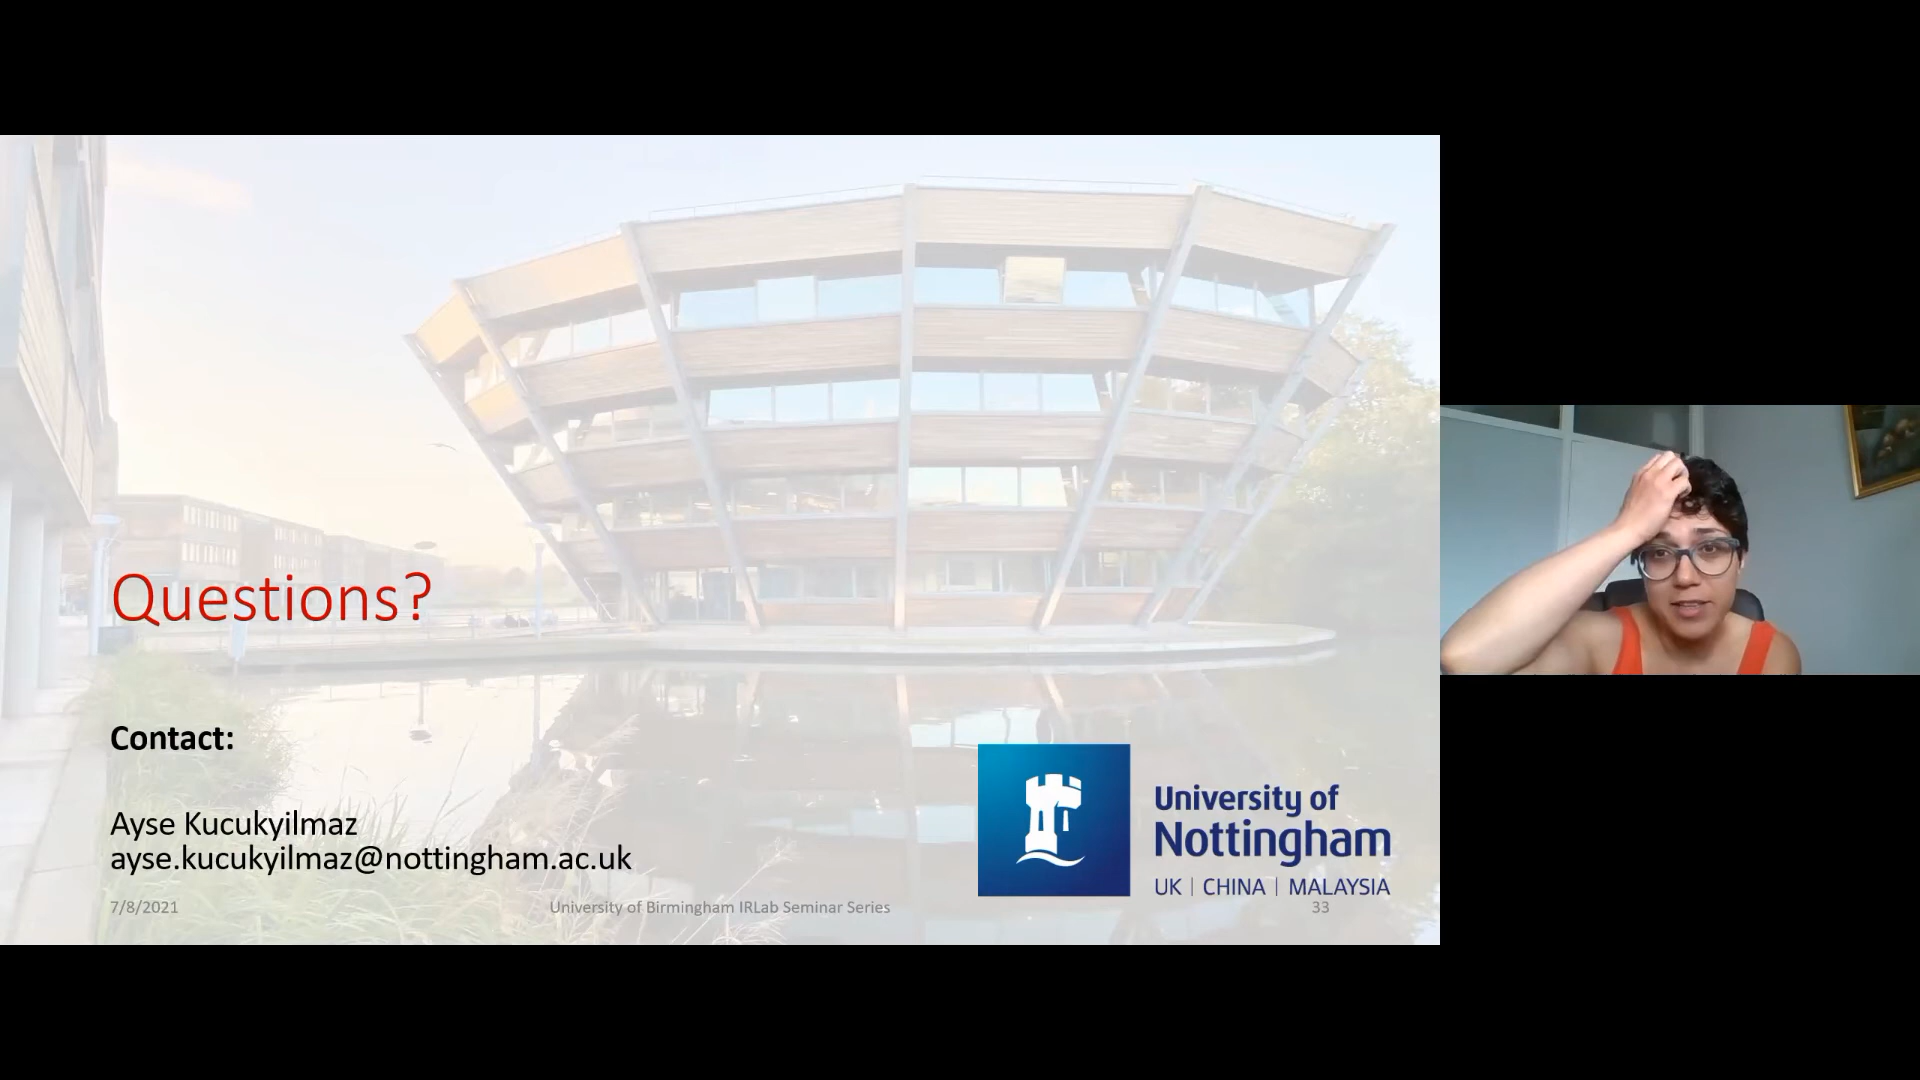 Questions?
Contact:
Ayse Kucukyilmaz
ayse.kucukyilmaz@nottingham.ac.uk
University of
Nottingham
UK | CHINA | MALAYSIA
7/8/2021
University of Birmingham IRLab Seminar Series
33